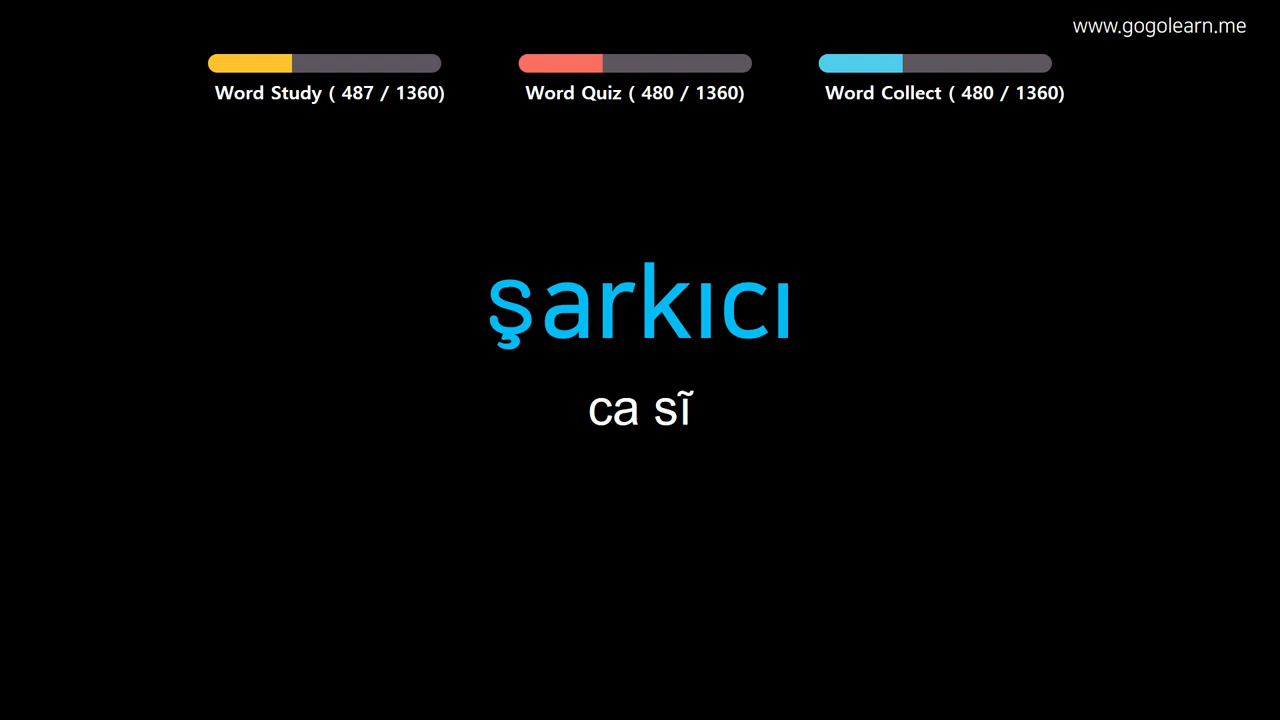 www.gogolearn.me
Word Study ( 487 / 1360)
Word Quiz ( 480 / 1360)
Word Collect ( 480 / 1360)
şarkıcı
ca sĩ